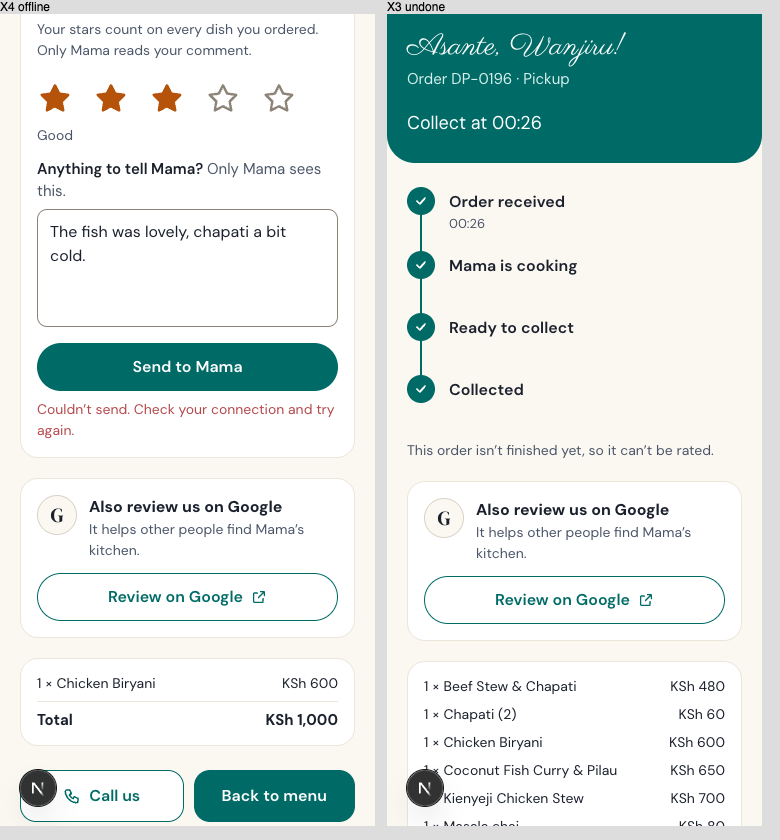 X4 offline
Your stars count on every dish you ordered.
Only Mama reads your comment.
Good
Anything to tell Mama? Only Mama sees
this.
The fish was lovely, chapati a bit
cold.
Send to Mama
Couldn't send. Check your connection and try
again.
G
Also review us on Google
It helps other people find Mama's
kitchen.
Review on Google
1 × Chicken Biryani KSh 600
Total KSh 1,000
N
Call us
Back to menu
X3 undone
Asante, Wanjiru!
Order DP-0196 · Pickup
Collect at 00:26
Order received
00:26
Mama is cooking
Ready to collect
Collected
This order isn't finished yet, so it can't be rated.
G
Also review us on Google
It helps other people find Mama's
kitchen.
Review on Google
1 × Beef Stew & Chapati KSh 480
1 × Chapati (2) KSh 60
1 × Chicken Biryani KSh 600
× Coconut Fish Curry & Pilau KSh 650
N
Kienyeji Chicken Stew KSh 700
1 × Masala chai KSh 80